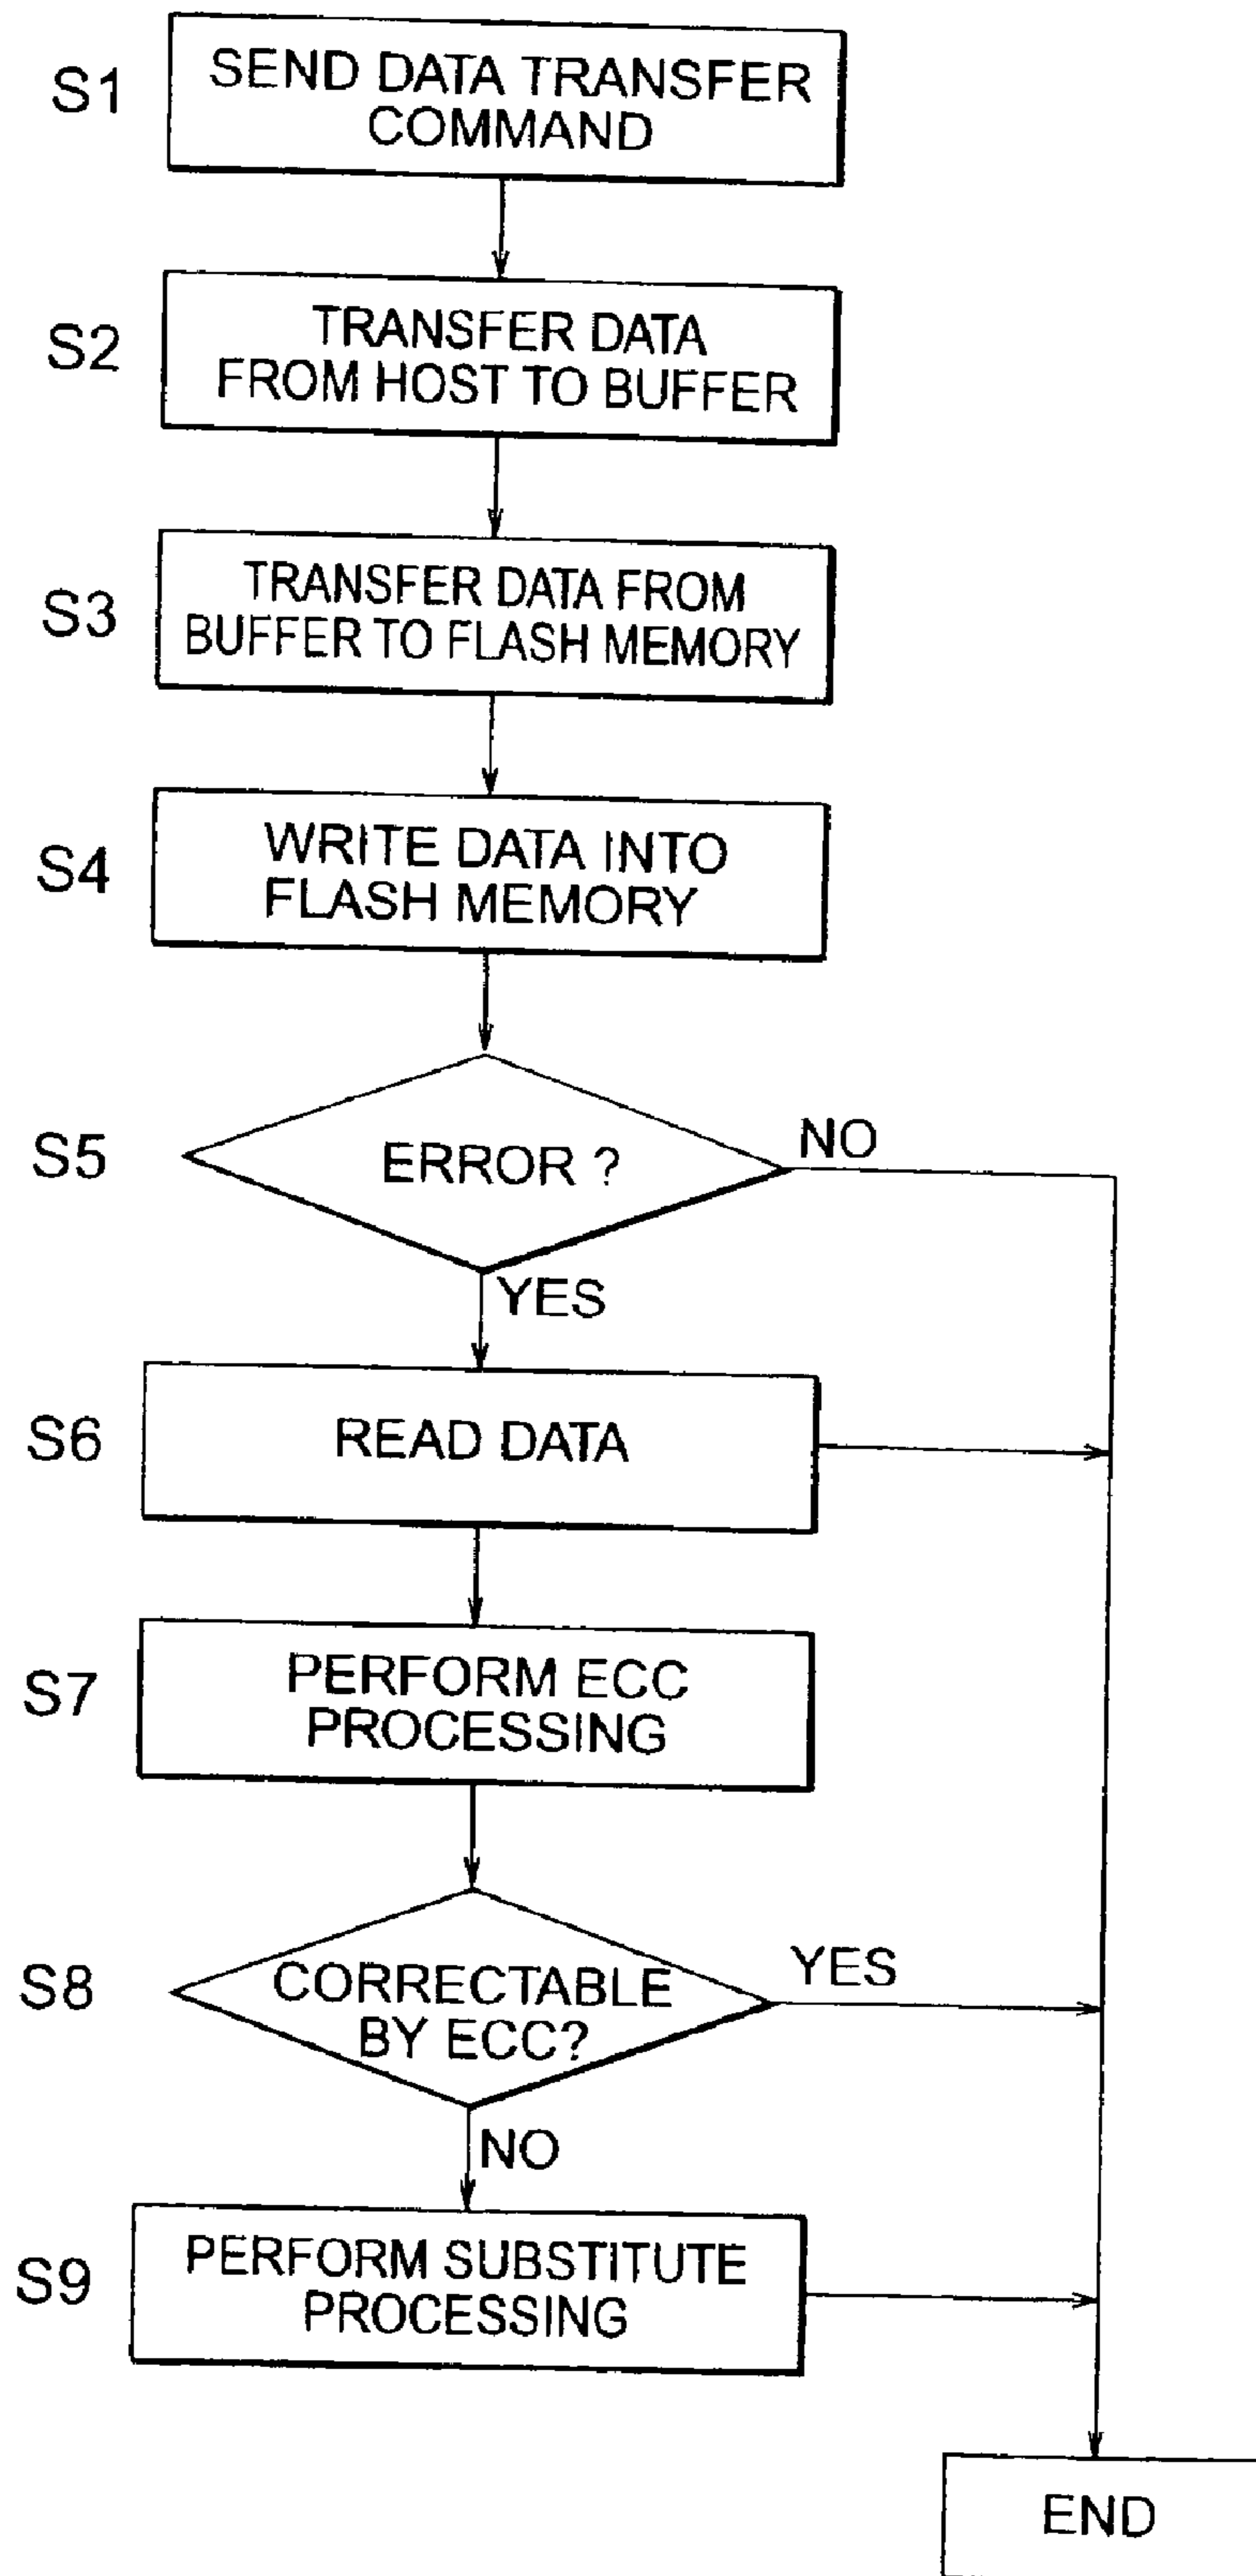 S1
SEND DATA TRANSFER
COMMAND
S2
TRANSFER DATA
FROM HOST TO BUFFER
S3
TRANSFER DATA FROM
BUFFER TO FLASH MEMORY
S4
WRITE DATA INTO
FLASH MEMORY
S5
ERROR ?
NO
YES
S6
READ DATA
S7
PERFORM ECC
PROCESSING
S8
CORRECTABLE
BY ECC?
YES
NO
S9
PERFORM SUBSTITUTE
PROCESSING
END